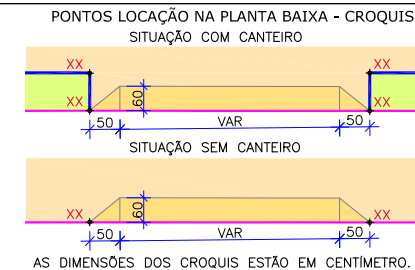 PONTOS LOCAÇÃO NA PLANTA BAIXA - CROQUIS
SITUAÇÃO COM CANTEIRO
XX XX
XX 60 XX
50 VAR 50
SITUAÇÃO SEM CANTEIRO
XX 60 XX
50 VAR 50
AS DIMENSÕES DOS CROQUIS ESTÃO EM CENTÍMETRO.